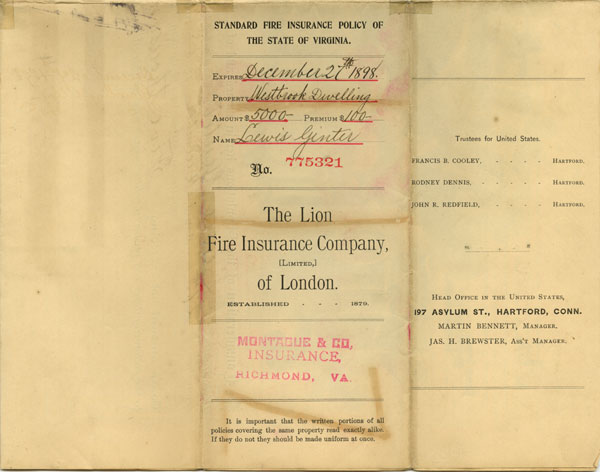 STANDARD FIRE INSURANCE POLICY OF
THE STATE OF VIRGINIA.
EXPIRES December 27th 1898.
PROPERTY Westbrook Dwelling
AMOUNT $5000- PREMIUM $100-
NAME Lewis Ginter
No. 775321
The Lion
Fire Insurance Company,
(LIMITED,)
of London.
ESTABLISHED - - - 1879.
MONTAGUE & CO,
INSURANCE,
RICHMOND, VA.
It is important that the written portions of all
policies covering the same property read exactly alike.
If they do not they should be made uniform at once.
Trustees for United States.
FRANCIS B. COOLEY, - - - - HARTFORD.
RODNEY DENNIS, - - - - HARTFORD.
JOHN R. REDFIELD, - - - - HARTFORD.
HEAD OFFICE IN THE UNITED STATES,
197 ASYLUM ST., HARTFORD, CONN.
MARTIN BENNETT, MANAGER,
JAS. H. BREWSTER, ASS'T MANAGER.